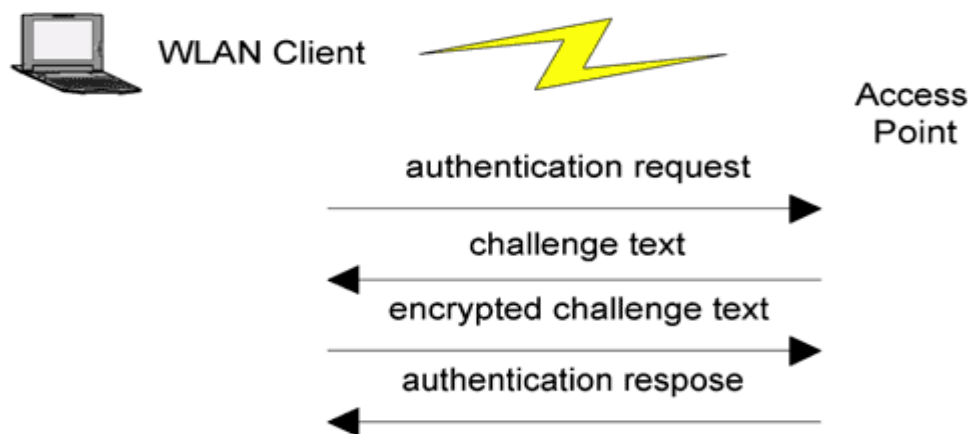 WLAN Client
Access
Point
authentication request
challenge text
encrypted challenge text
authentication respose